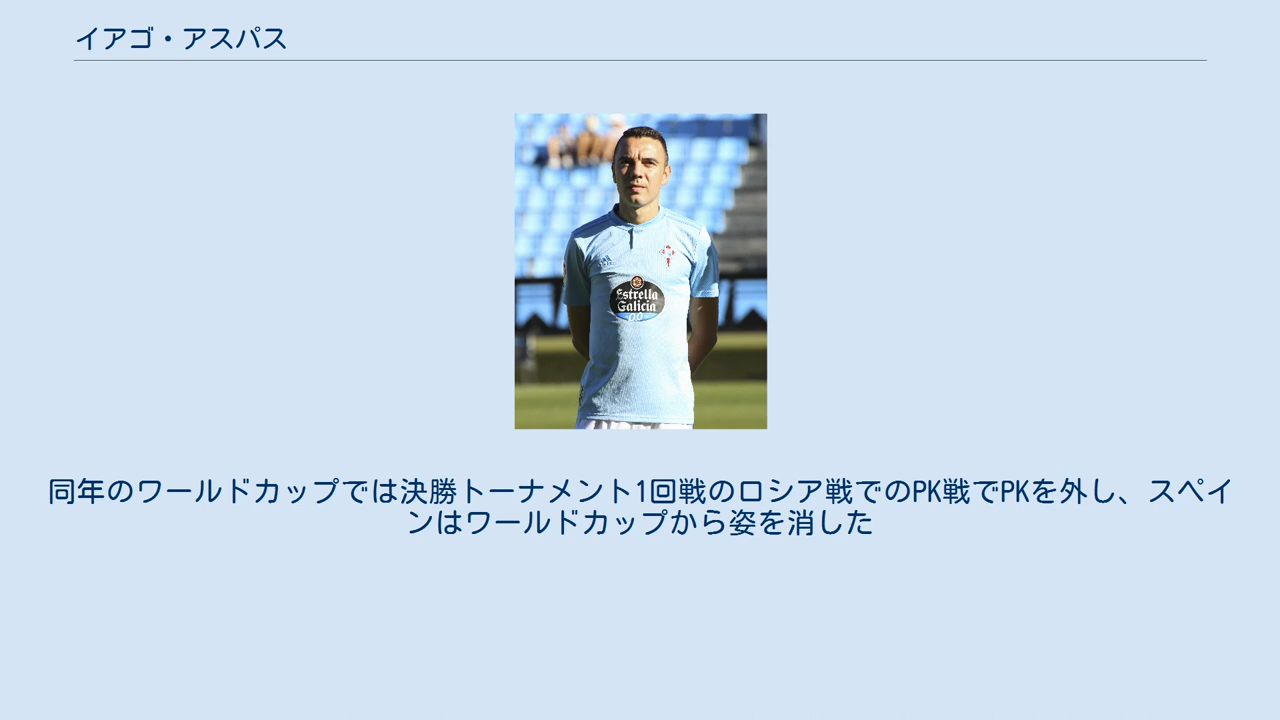 イアゴ・アスパス
Estrella
Galicia
同年のワールドカップでは決勝トーナメント1回戦のロシア戦でのPK戦でPKを外し、スペイ
ンはワールドカップから姿を消した